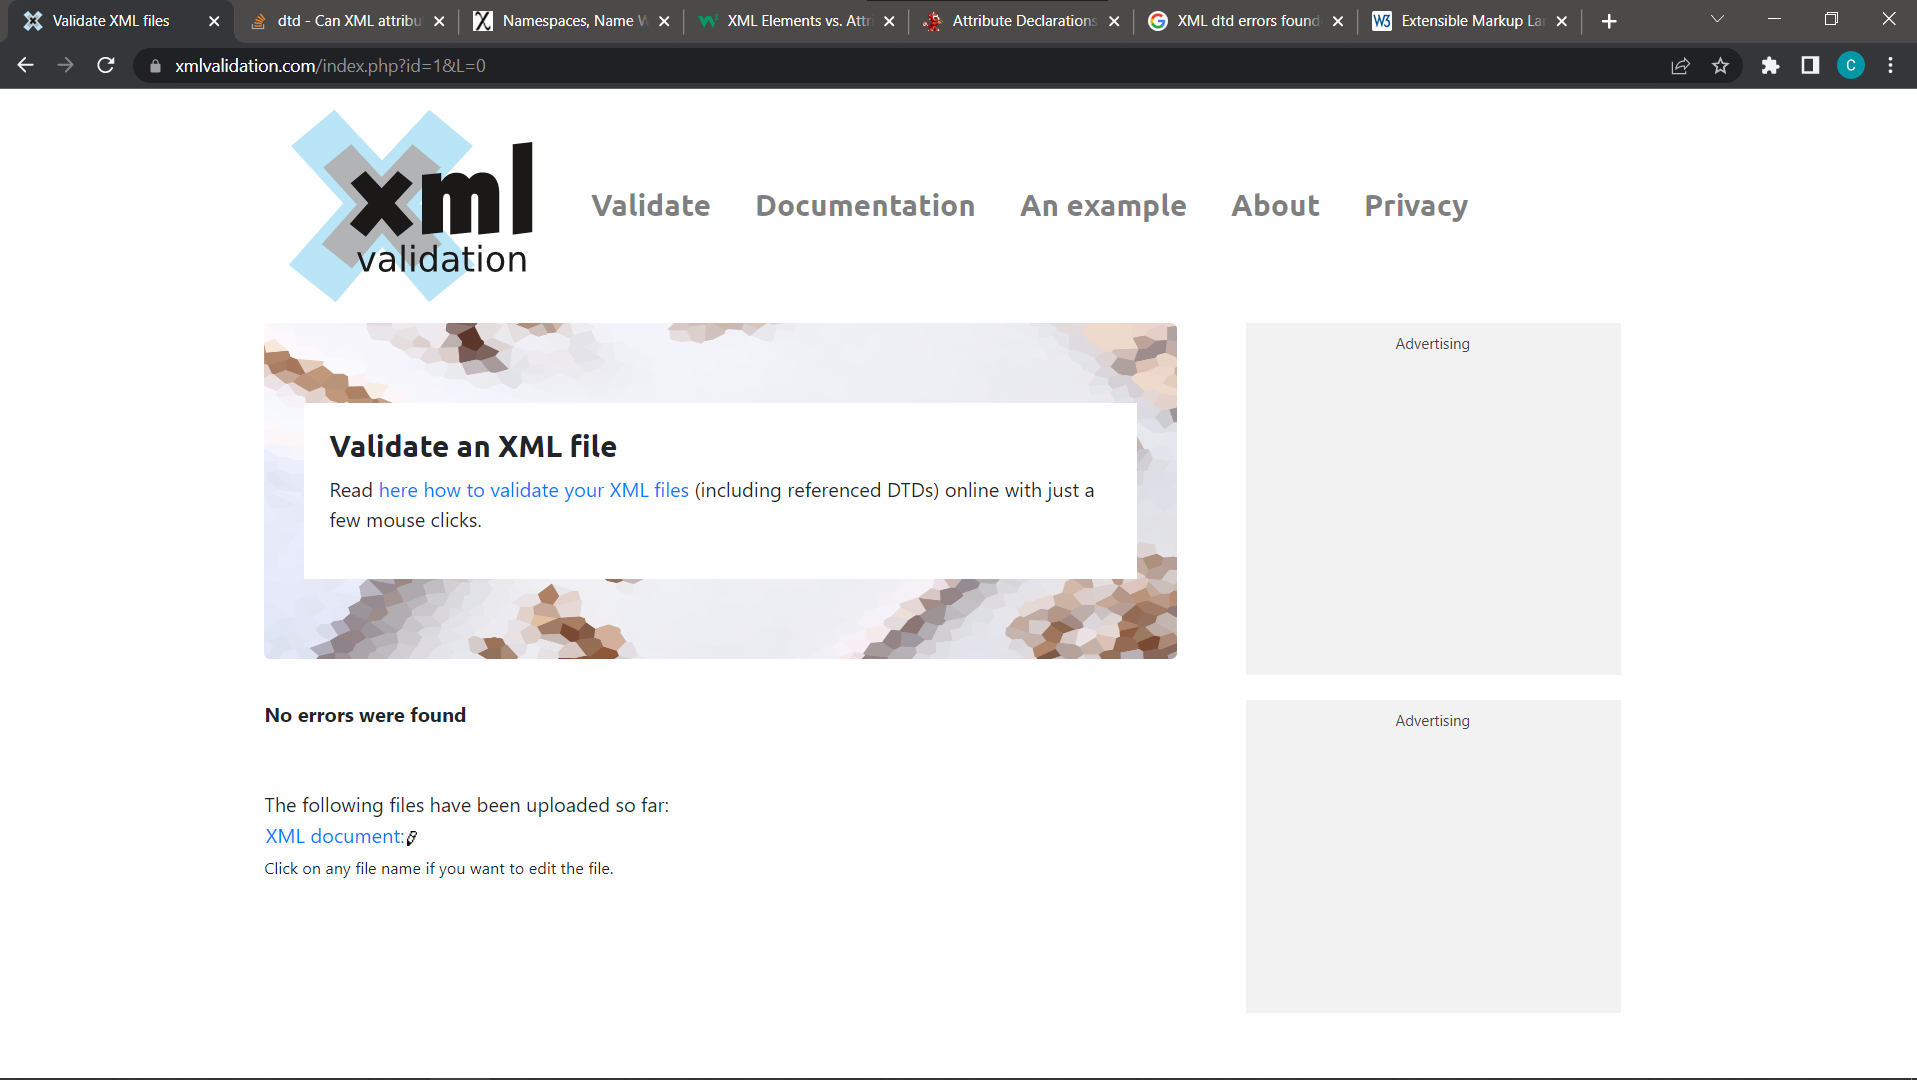 Validate XML files
dtd - Can XML attribu
Namespaces, Name
XML Elements vs. Attri
Attribute Declarations
XML dtd errors found
W3 Extensible Markup La
xmlvalidation.com/index.php?id=1&L=0
C
xml
validation
Validate
Documentation
An example
About
Privacy
Validate an XML file
Read here how to validate your XML files (including referenced DTDs) online with just a
few mouse clicks.
Advertising
No errors were found
Advertising
The following files have been uploaded so far:
XML document:
Click on any file name if you want to edit the file.